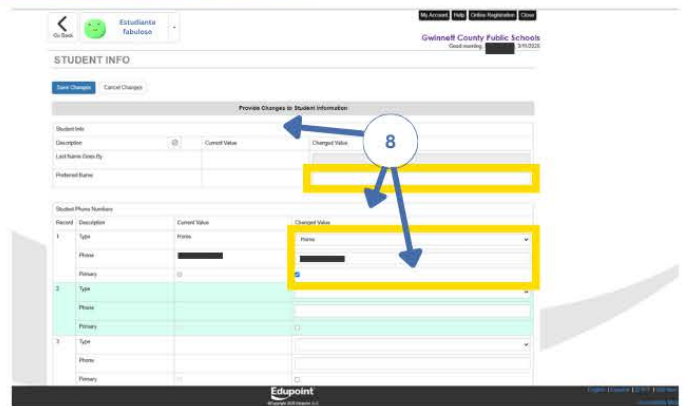 My Account Help Online Registration Close
Go Back
Estudiante
fabuloso
Gwinnett County Public Schools
Good morning,
STUDENT INFO
Save Changes Cancel Changes
Provide Changes to Student Information
8
Student Info
Description Current Value Changed Value
Last Name Goes By
Preferred Name
Student Phone Numbers
Record Description Current Value Changed Value
1 Type Home Home
Phone
Primary
2 Type
Phone
Primary
3 Type
Phone
Primary
Edupoint
English | Español